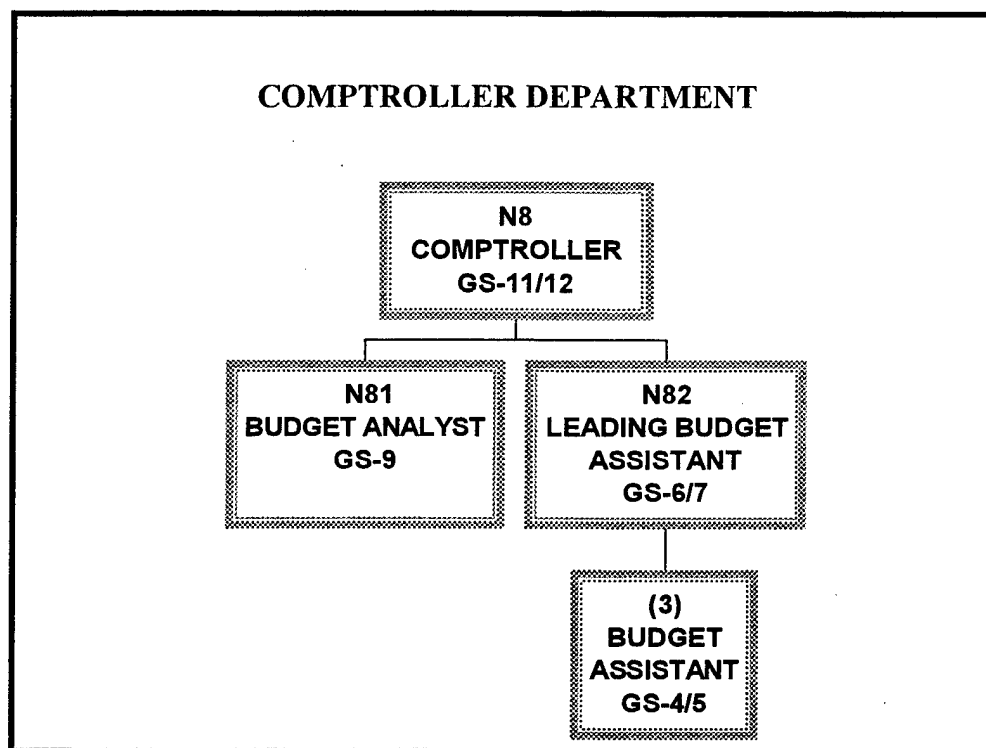 COMPTROLLER DEPARTMENT
N8
COMPTROLLER
GS-11/12
N81
BUDGET ANALYST
GS-9
N82
LEADING BUDGET
ASSISTANT
GS-6/7
(3)
BUDGET
ASSISTANT
GS-4/5